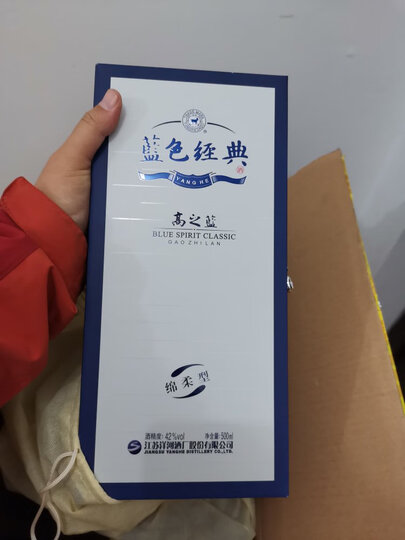 藍色经典
YANG HE
高之藍
BLUE SPIRIT CLASSIC
GAO ZHI LAN
绵柔型
酒精度: 42%vol 净含量: 500ml
江苏洋河酒厂股份有限公司
JIANGSU YANGHE DISTILLERY CO.,LTD.